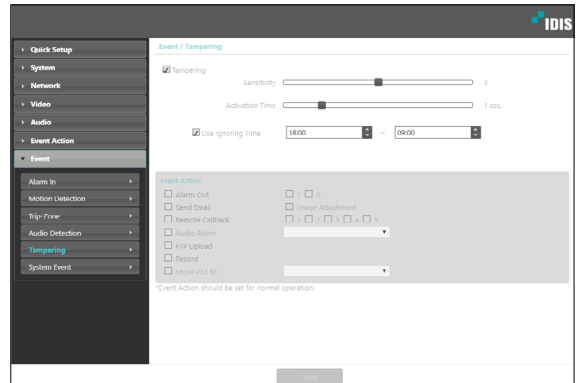 IDIS
Quick Setup
System
Network
Video
Audio
Event Action
Event
Alarm In
Motion Detection
Trip-Zone
Audio Detection
Tampering
System Event
Event / Tampering
Tampering
Sensitivity 3
Activation Time 1 sec.
Use Ignoring Time 18:00 ~ 09:00
Event Action
Alarm Out 1 2
Send Email Image Attachment
Remote Callback 1 2 3 4 5
Audio Alarm
FTP Upload
Record
Move PTZ to
*Event Action should be set for normal operation.